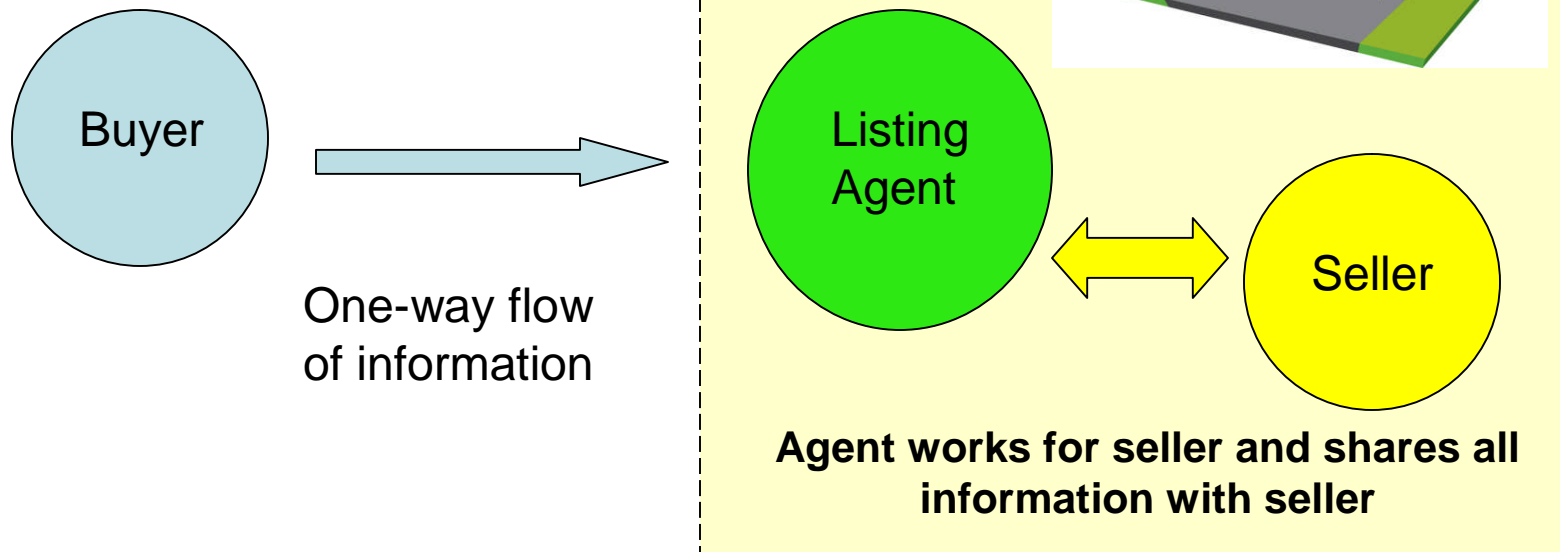 Buyer
One-way flow
of information
Listing
Agent
Seller
Agent works for seller and shares all
information with seller